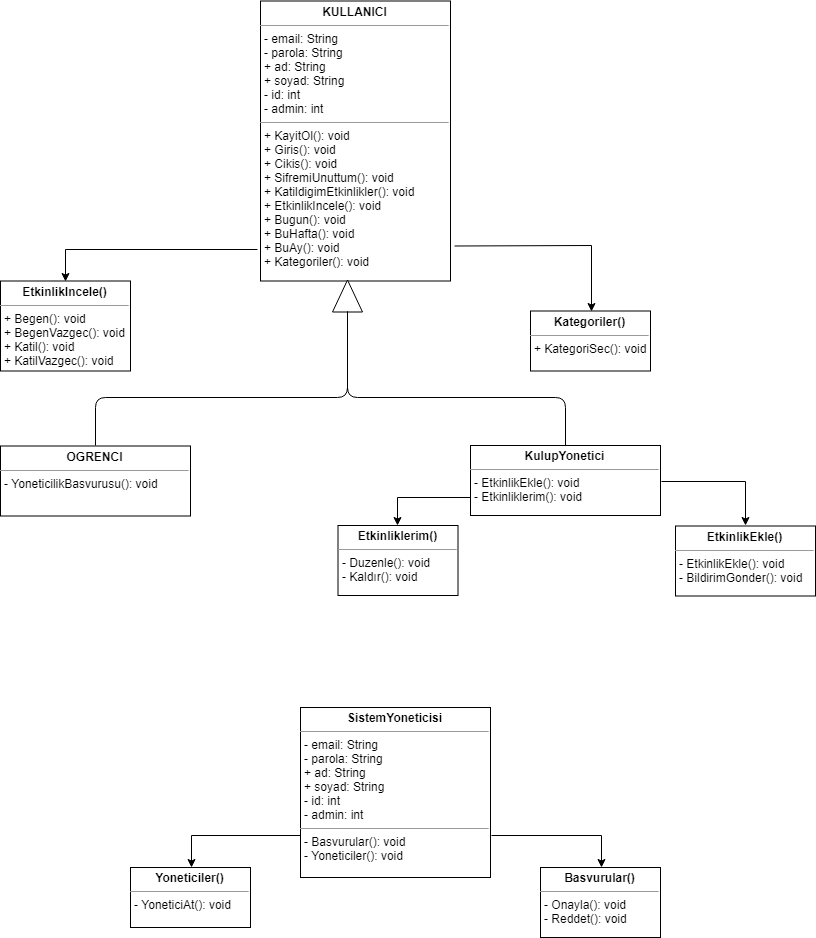 KULLANICI
- email: String
- parola: String
+ ad: String
+ soyad: String
- id: int
- admin: int
+ KayitOl(): void
+ Giris(): void
+ Cikis(): void
+ SifremiUnuttum(): void
+ KatildigimEtkinlikler(): void
+ EtkinlikIncele(): void
+ Bugun(): void
+ BuHafta(): void
+ BuAy(): void
+ Kategoriler(): void
EtkinlikIncele()
+ Begen(): void
+ BegenVazgec(): void
+ Katil(): void
+ KatilVazgec(): void
Kategoriler()
+ KategoriSec(): void
OGRENCI
- YoneticilikBasvurusu(): void
KulupYonetici
- EtkinlikEkle(): void
- Etkinliklerim(): void
Etkinliklerim()
- Duzenle(): void
- Kaldır(): void
EtkinlikEkle()
- EtkinlikEkle(): void
- BildirimGonder(): void
SistemYoneticisi
- email: String
- parola: String
+ ad: String
+ soyad: String
- id: int
- admin: int
- Basvurular(): void
- Yoneticiler(): void
Yoneticiler()
- YoneticiAt(): void
Basvurular()
- Onayla(): void
- Reddet(): void